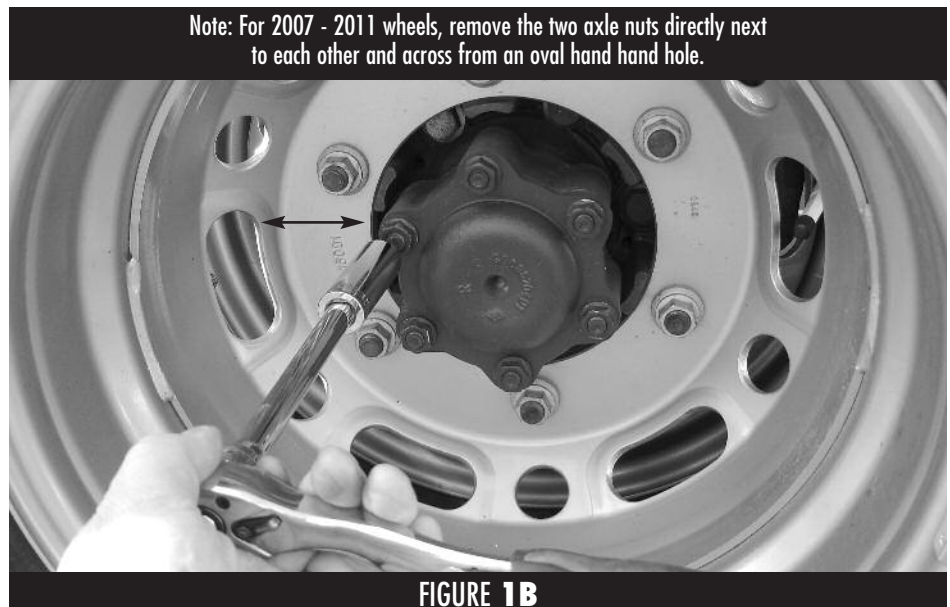 Note: For 2007 - 2011 wheels, remove the two axle nuts directly next
to each other and across from an oval hand hand hole.
FIGURE 1B